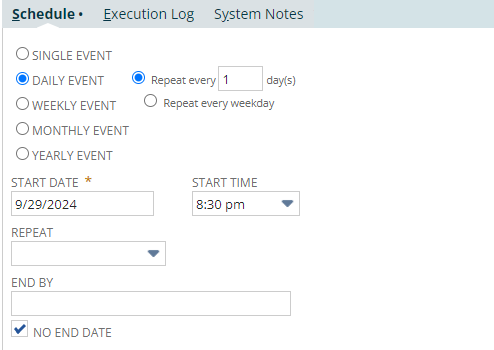 Schedule • Execution Log System Notes
SINGLE EVENT
DAILY EVENT Repeat every 1 day(s)
WEEKLY EVENT Repeat every weekday
MONTHLY EVENT
YEARLY EVENT
START DATE * START TIME
9/29/2024 8:30 pm
REPEAT
END BY
NO END DATE